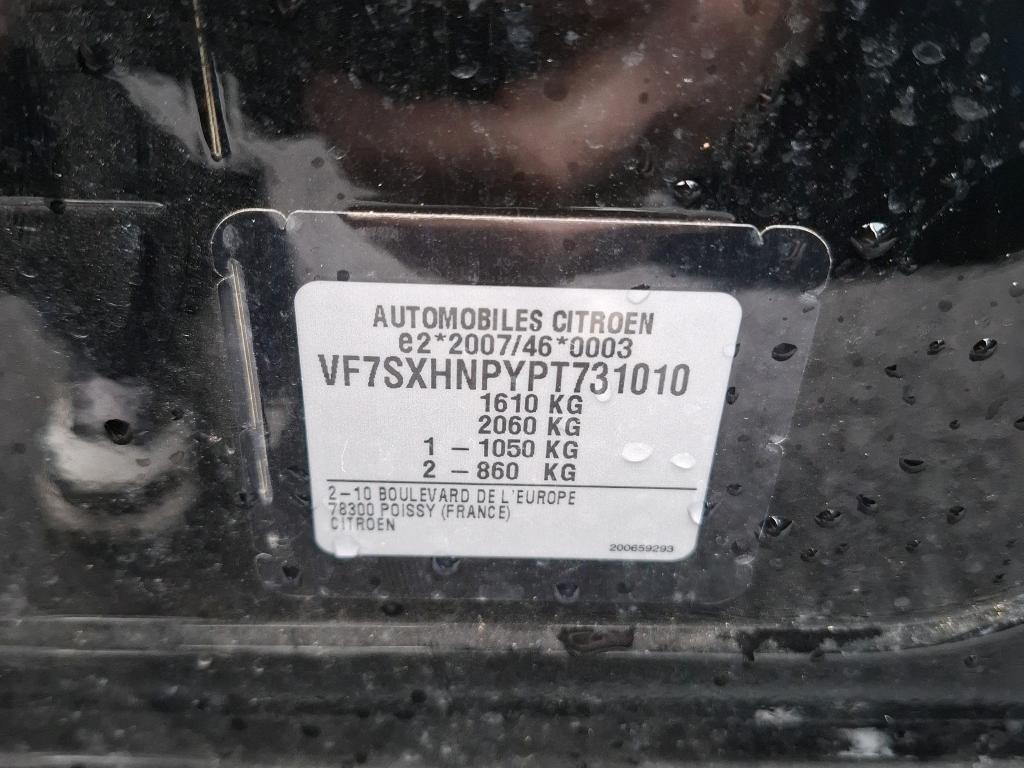 AUTOMOBILES CITROEN
e2*2007/46*0003
VF7SXHNPYPT731010
1610 KG
2060 KG
1 - 1050 KG
2 - 860 KG
2-10 BOULEVARD DE L'EUROPE
78300 POISSY (FRANCE)
CITROEN
200659293